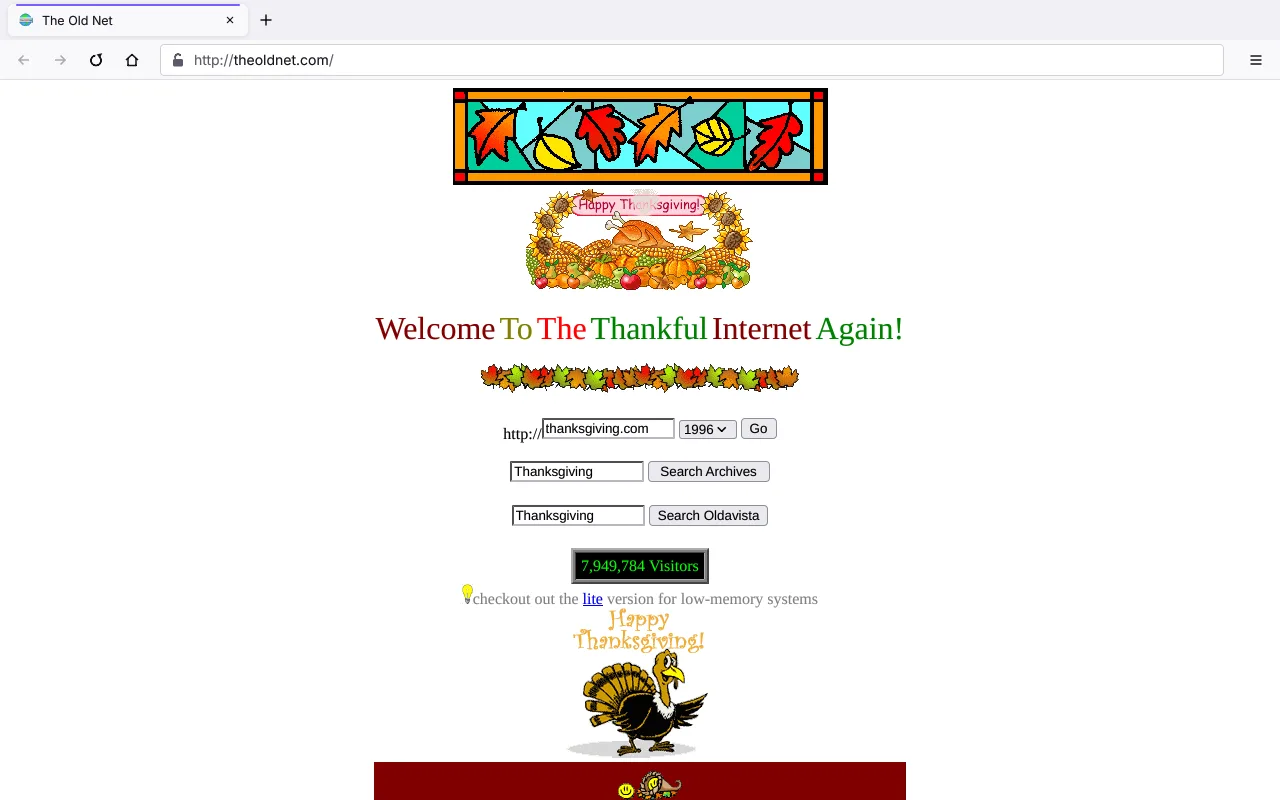 The Old Net
http://theoldnet.com/
Happy Thanksgiving!
Welcome To The Thankful Internet Again!
http:// thanksgiving.com 1996 Go
Thanksgiving Search Archives
Thanksgiving Search Oldavista
7,949,784 Visitors
checkout out the lite version for low-memory systems
Happy
Thanksgiving!